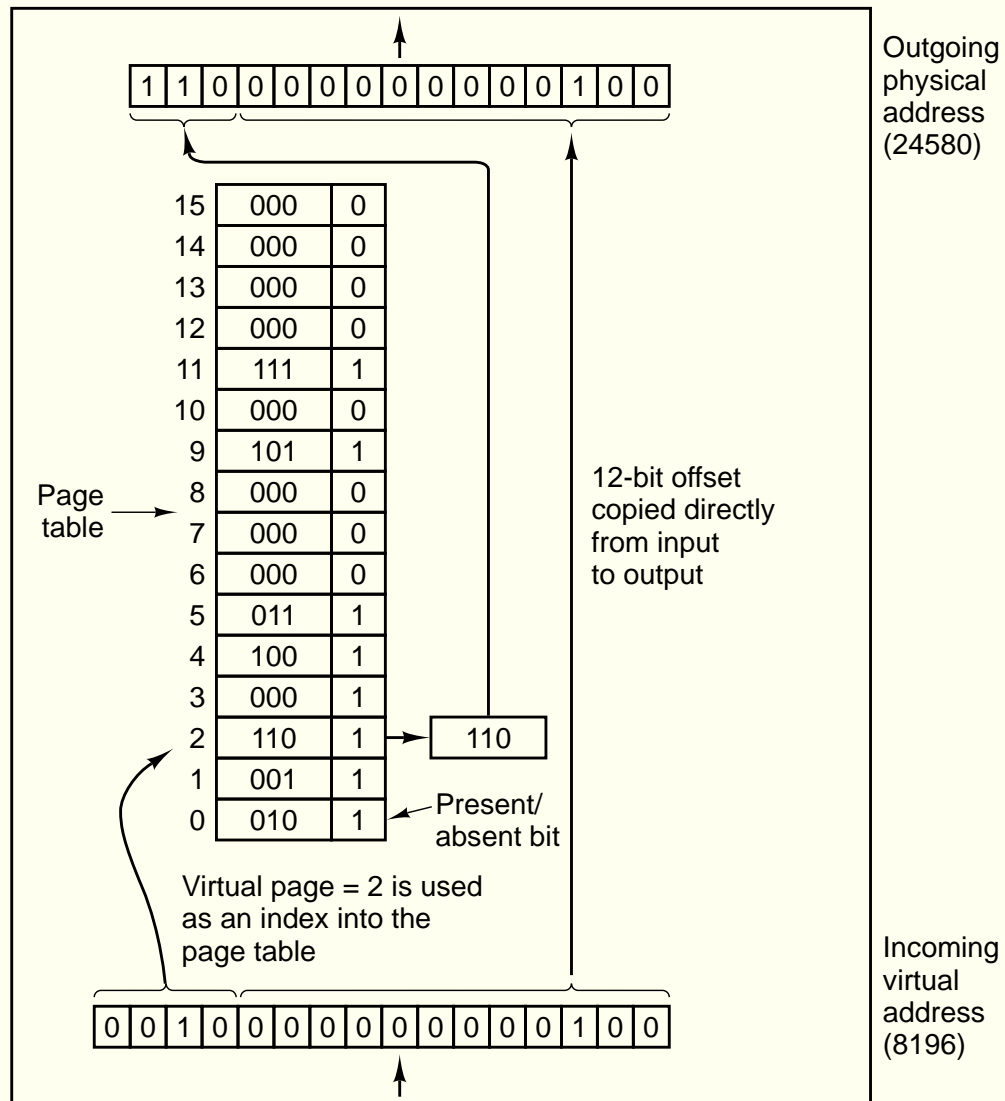 Outgoing
physical
address
(24580)
1 1 0 0 0 0 0 0 0 0 0 0 1 0 0
15 000 0
14 000 0
13 000 0
12 000 0
11 111 1
10 000 0
9 101 1
8 000 0
7 000 0
6 000 0
5 011 1
4 100 1
3 000 1
2 110 1 110
1 001 1
0 010 1
Page
table
12-bit offset
copied directly
from input
to output
Present/
absent bit
Virtual page = 2 is used
as an index into the
page table
0 0 1 0 0 0 0 0 0 0 0 0 0 1 0 0
Incoming
virtual
address
(8196)